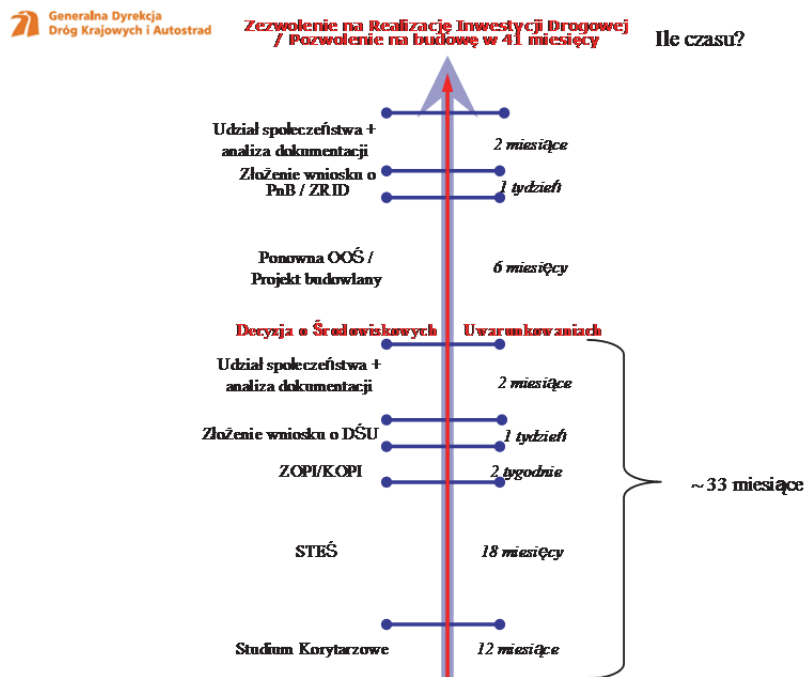 Generalna Dyrekcja
Dróg Krajowych i Autostrad
Zezwolenie na Realizację Inwestycji Drogowej
/ Pozwolenie na budowę w 41 miesięcy
Ile czasu?
Udział społeczeństwa +
analiza dokumentacji
2 miesiące
Złożenie wniosku o
PnB / ZRID
1 tydzień
Ponowna OOŚ /
Projekt budowlany
6 miesięcy
Decyzja o Środowiskowych Uwarunkowaniach
Udział społeczeństwa +
analiza dokumentacji
2 miesiące
Złożenie wniosku o DŚU
1 tydzień
ZOPI/KOPI
2 tygodnie
~ 33 miesiące
STEŚ
18 miesięcy
Studium Korytarzowe
12 miesiące